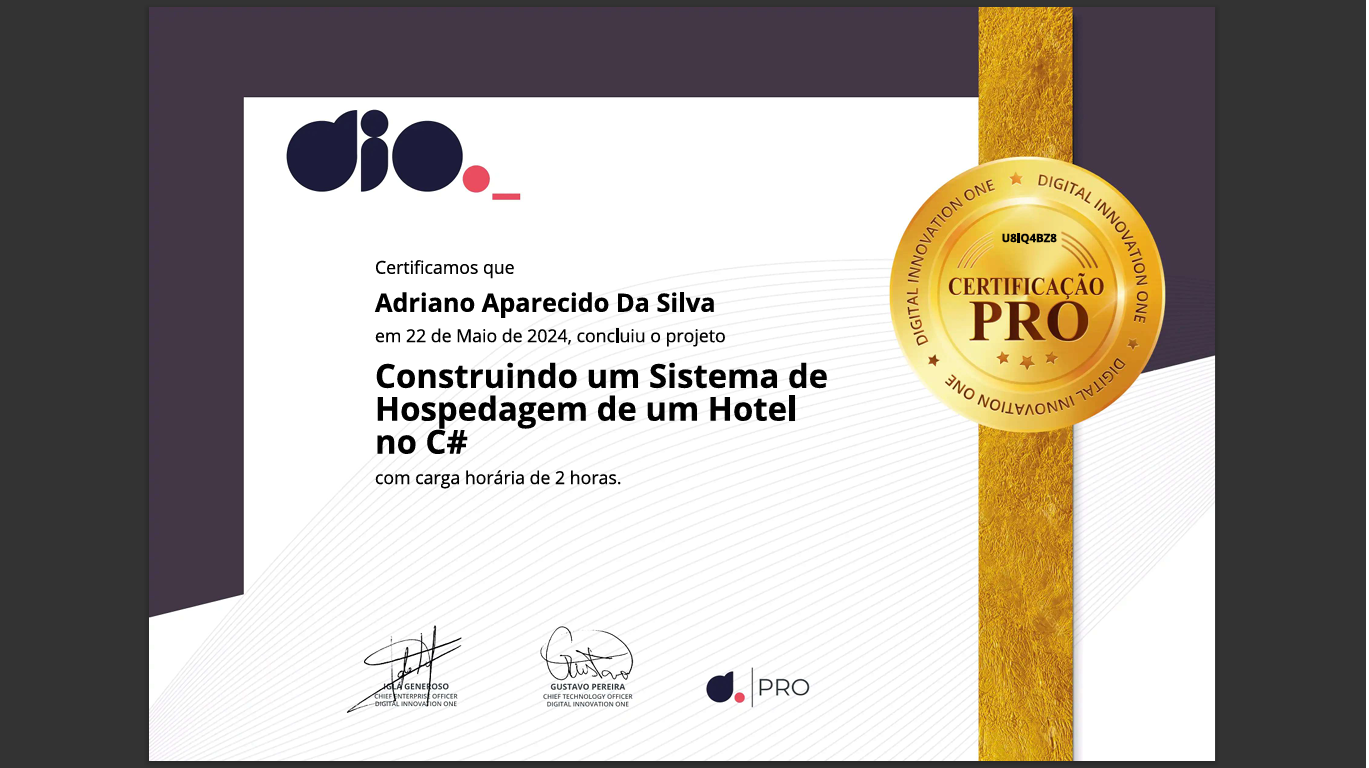 dio._
Certificamos que
Adriano Aparecido Da Silva
em 22 de Maio de 2024, concluiu o projeto
Construindo um Sistema de
Hospedagem de um Hotel
no C#
com carga horária de 2 horas.
DIGITAL INNOVATION ONE
DIGITAL INNOVATION ONE
DIGITAL INNOVATION ONE
U8IQ4BZ8
CERTIFICAÇÃO
PRO
IGLÁ GENEROSO
CHIEF ENTERPRISE OFFICER
DIGITAL INNOVATION ONE
GUSTAVO PEREIRA
CHIEF TECHNOLOGY OFFICER
DIGITAL INNOVATION ONE
d. PRO